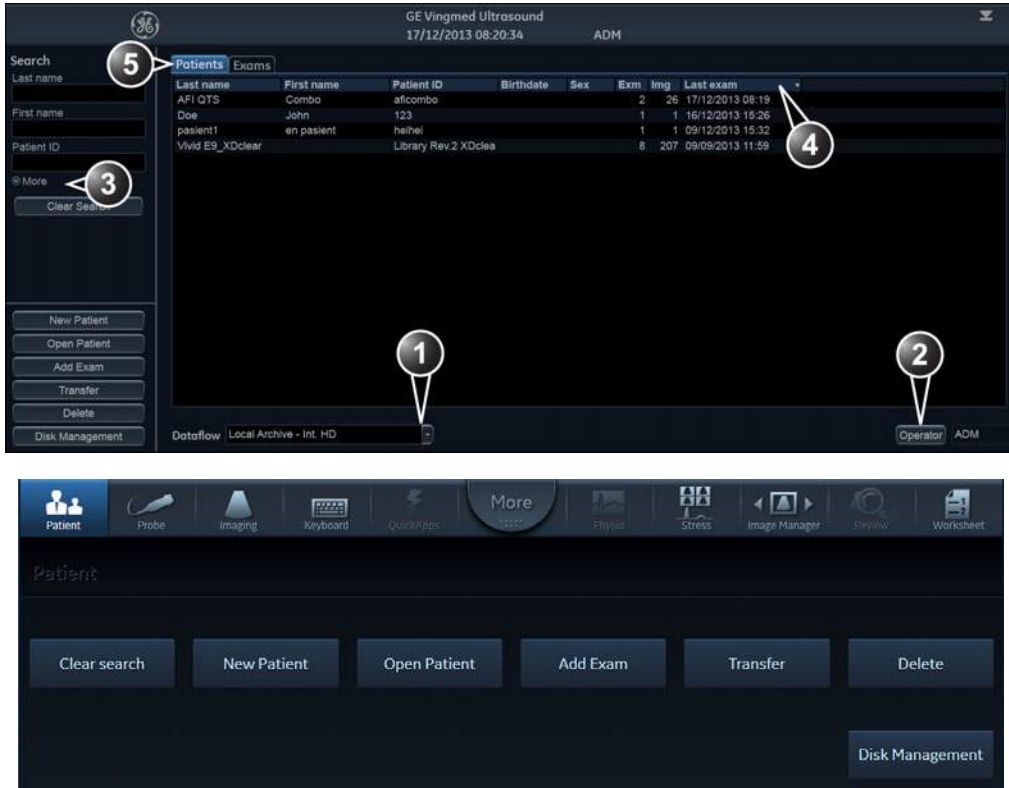 GE Vingmed Ultrasound
17/12/2013 08:20:34 ADM
Search
Last name
First name
Patient ID
More
3
Clear Search
New Patient
Open Patient
Add Exam
Transfer
Delete
Disk Management
5
Patients Exams
Last name First name Patient ID Birthdate Sex Exm Img Last exam
AFI QTS Combo aficombo 2 26 17/12/2013 08:19
Doe John 123 1 1 16/12/2013 15:26
pasient1 en pasient heihei 1 1 09/12/2013 15:32
Vivid E9_XDclear Library Rev.2 XDclea 8 207 09/09/2013 11:59
4
1
2
Dataflow Local Archive - Int. HD Operator ADM
Patient Probe Imaging Keyboard QuickApps More Physio Stress Image Manager Review Worksheet
Patient
Clear search New Patient Open Patient Add Exam Transfer Delete
Disk Management